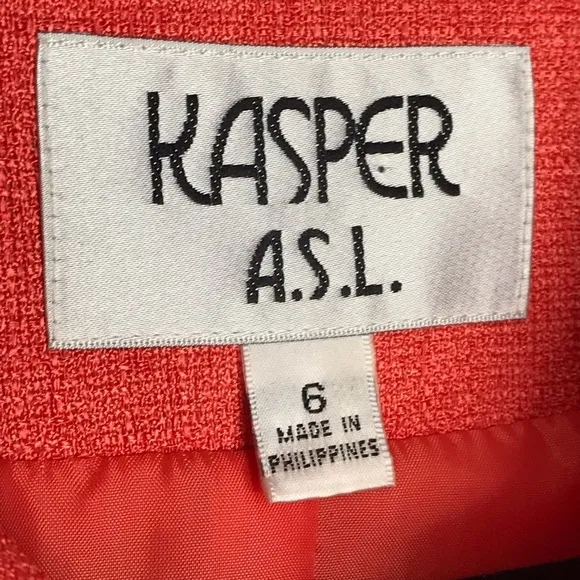 KASPER
A.S.L.
6
MADE IN
PHILIPPINES